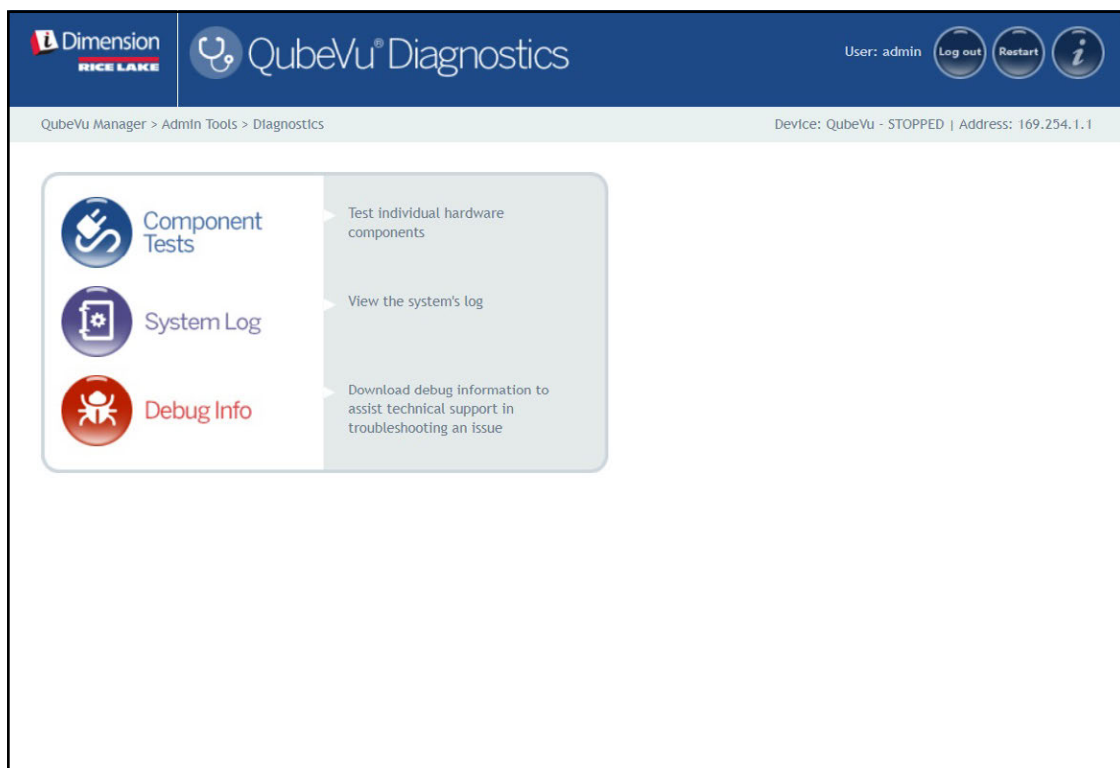 i Dimension
RICE LAKE
QubeVu® Diagnostics
User: admin
Log out
Restart
i
QubeVu Manager > Admin Tools > Diagnostics
Device: QubeVu - STOPPED | Address: 169.254.1.1
Component
Tests
Test individual hardware
components
System Log
View the system's log
Debug Info
Download debug information to
assist technical support in
troubleshooting an issue